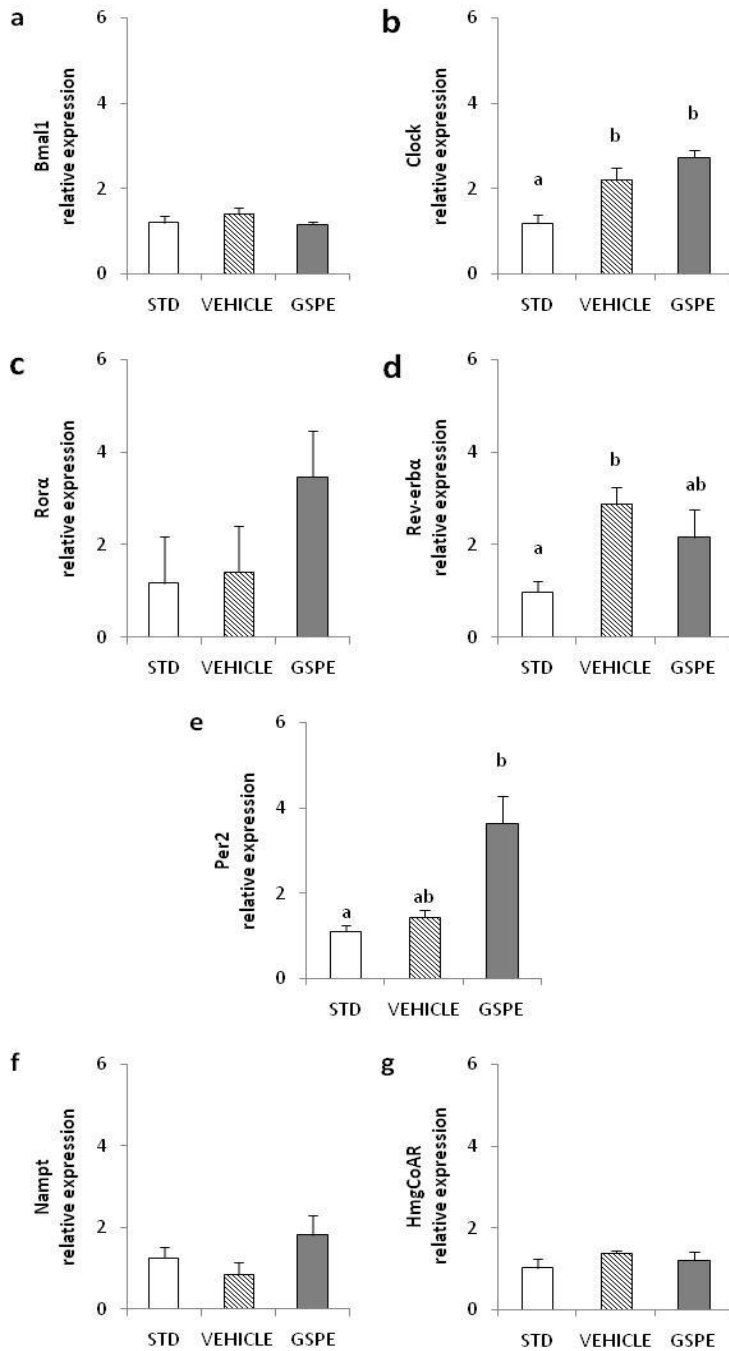 a
Bmal1
relative expression
6
4
2
0
STD VEHICLE GSPE
b
Clock
relative expression
6
4
2
0
a
b
b
STD VEHICLE GSPE
c
Rorα
relative expression
6
4
2
0
STD VEHICLE GSPE
d
Rev-erbα
relative expression
6
4
2
0
a
b
ab
STD VEHICLE GSPE
e
Per2
relative expression
6
4
2
0
a
ab
b
STD VEHICLE GSPE
f
Nampt
relative expression
6
4
2
0
STD VEHICLE GSPE
g
HmgCoAR
relative expression
6
4
2
0
STD VEHICLE GSPE